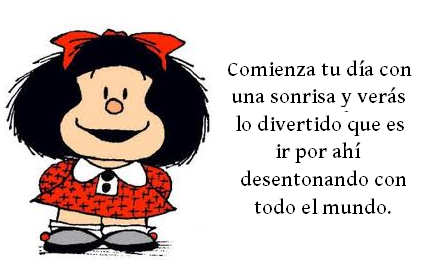 Comienza tu día con
una sonrisa y verás
lo divertido que es
ir por ahí
desentonando con
todo el mundo.